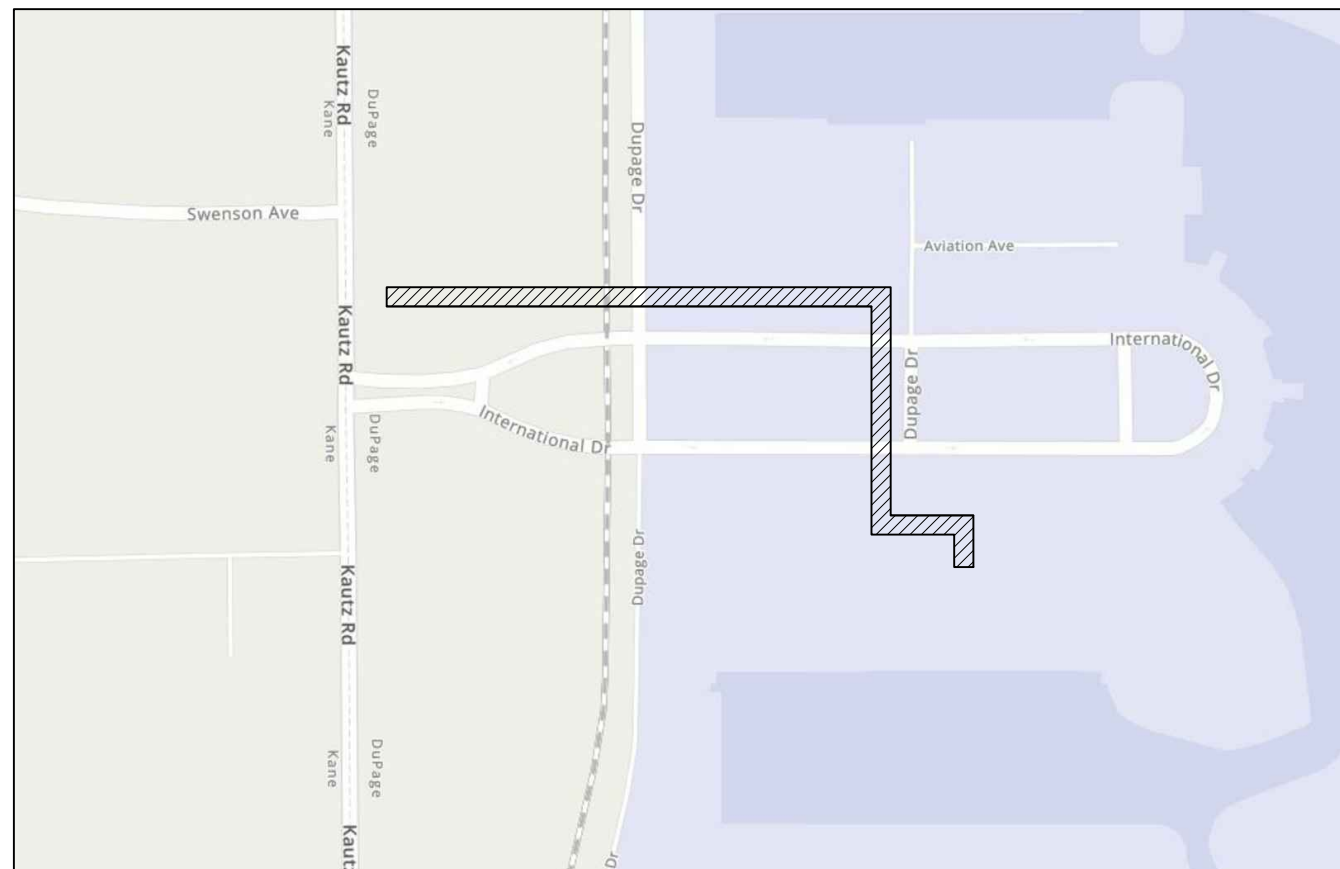 Kautz Rd
Kane
DuPage
Dupage Dr
Swenson Ave
Aviation Ave
Kautz Rd
International Dr
Dupage Dr
International Dr
Kane
DuPage
Dupage Dr
Kautz Rd
Kane
DuPage
Kautz
Dr